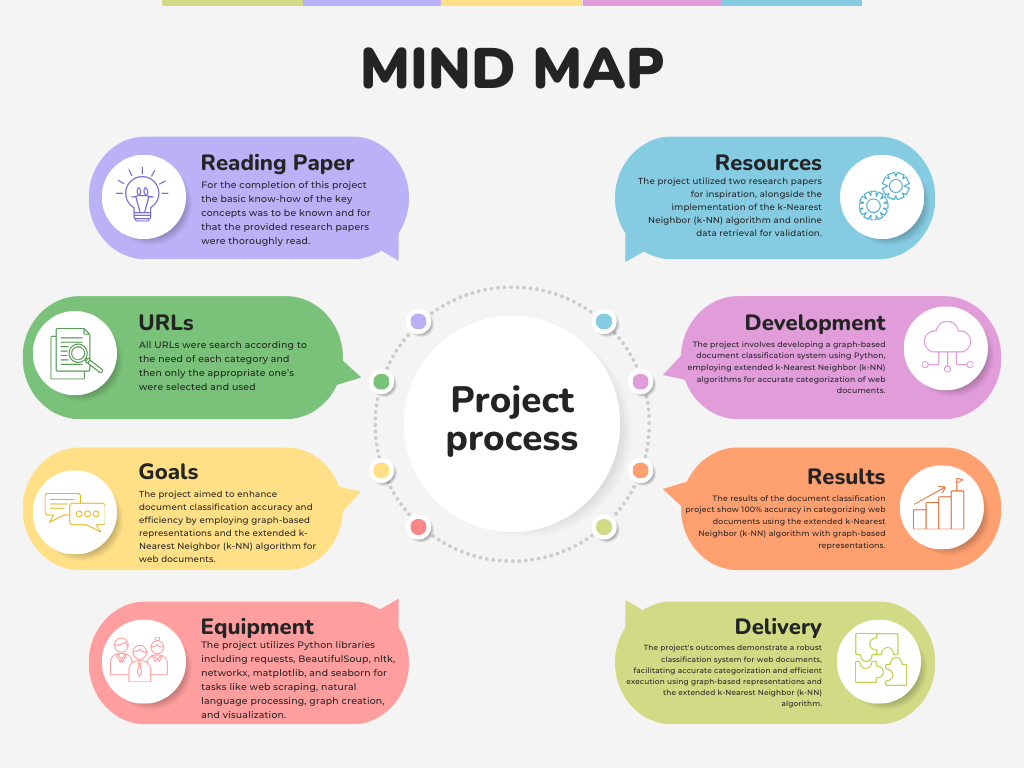 MIND MAP
Reading Paper
For the completion of this project
the basic know-how of the key
concepts was to be known and for
that the provided research papers
were thoroughly read.
Resources
The project utilized two research papers
for inspiration, alongside the
implementation of the k-Nearest
Neighbor (k-NN) algorithm and online
data retrieval for validation.
URLs
All URLs were search according to
the need of each category and
then only the appropriate one's
were selected and used
Development
The project involves developing a graph-based
document classification system using Python,
employing extended k-Nearest Neighbor (k-NN)
algorithms for accurate categorization of web
documents.
Project
process
Goals
The project aimed to enhance
document classification accuracy and
efficiency by employing graph-based
representations and the extended k-
Nearest Neighbor (k-NN) algorithm for
web documents.
Results
The results of the document classification
project show 100% accuracy in categorizing web
documents using the extended k-Nearest
Neighbor (k-NN) algorithm with graph-based
representations.
Equipment
The project utilizes Python libraries
including requests, BeautifulSoup, nltk,
networkx, matplotlib, and seaborn for
tasks like web scraping, natural
language processing, graph creation,
and visualization.
Delivery
The project's outcomes demonstrate a robust
classification system for web documents,
facilitating accurate categorization and efficient
execution using graph-based representations and
the extended k-Nearest Neighbor (k-NN)
algorithm.